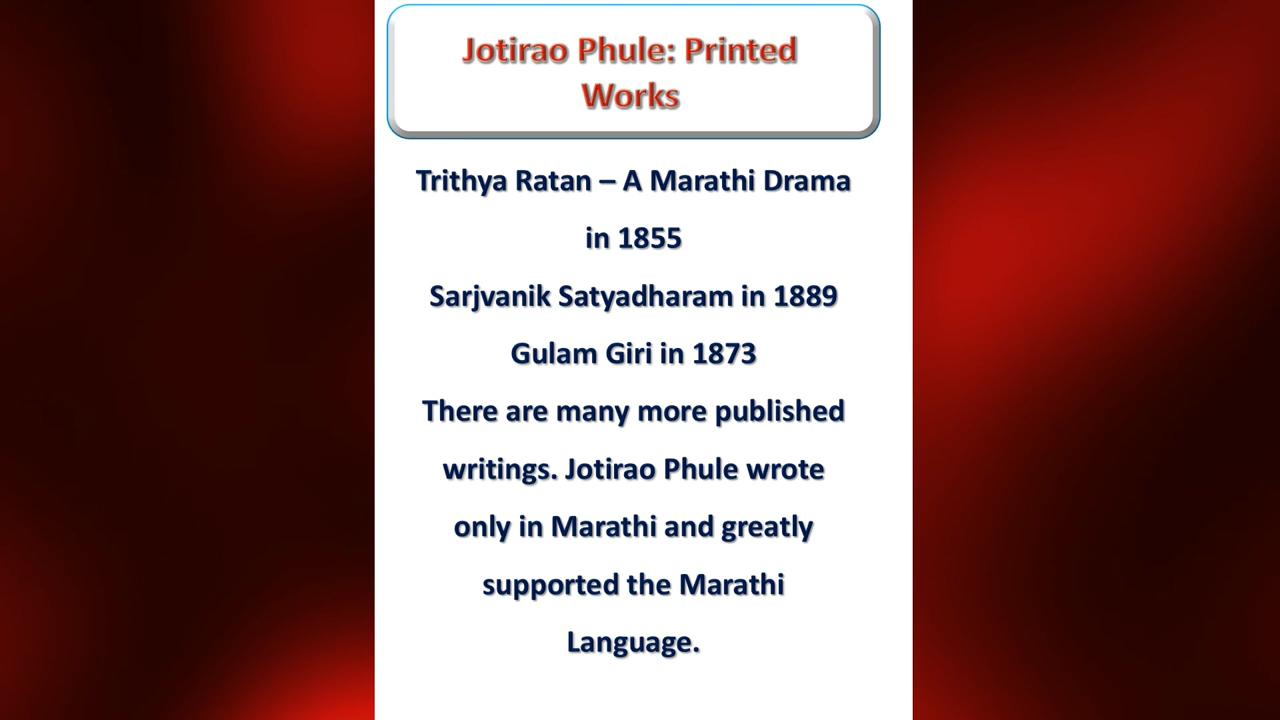 Jotirao Phule: Printed
Works
Trithya Ratan – A Marathi Drama
in 1855
Sarjvanik Satyadharam in 1889
Gulam Giri in 1873
There are many more published
writings. Jotirao Phule wrote
only in Marathi and greatly
supported the Marathi
Language.